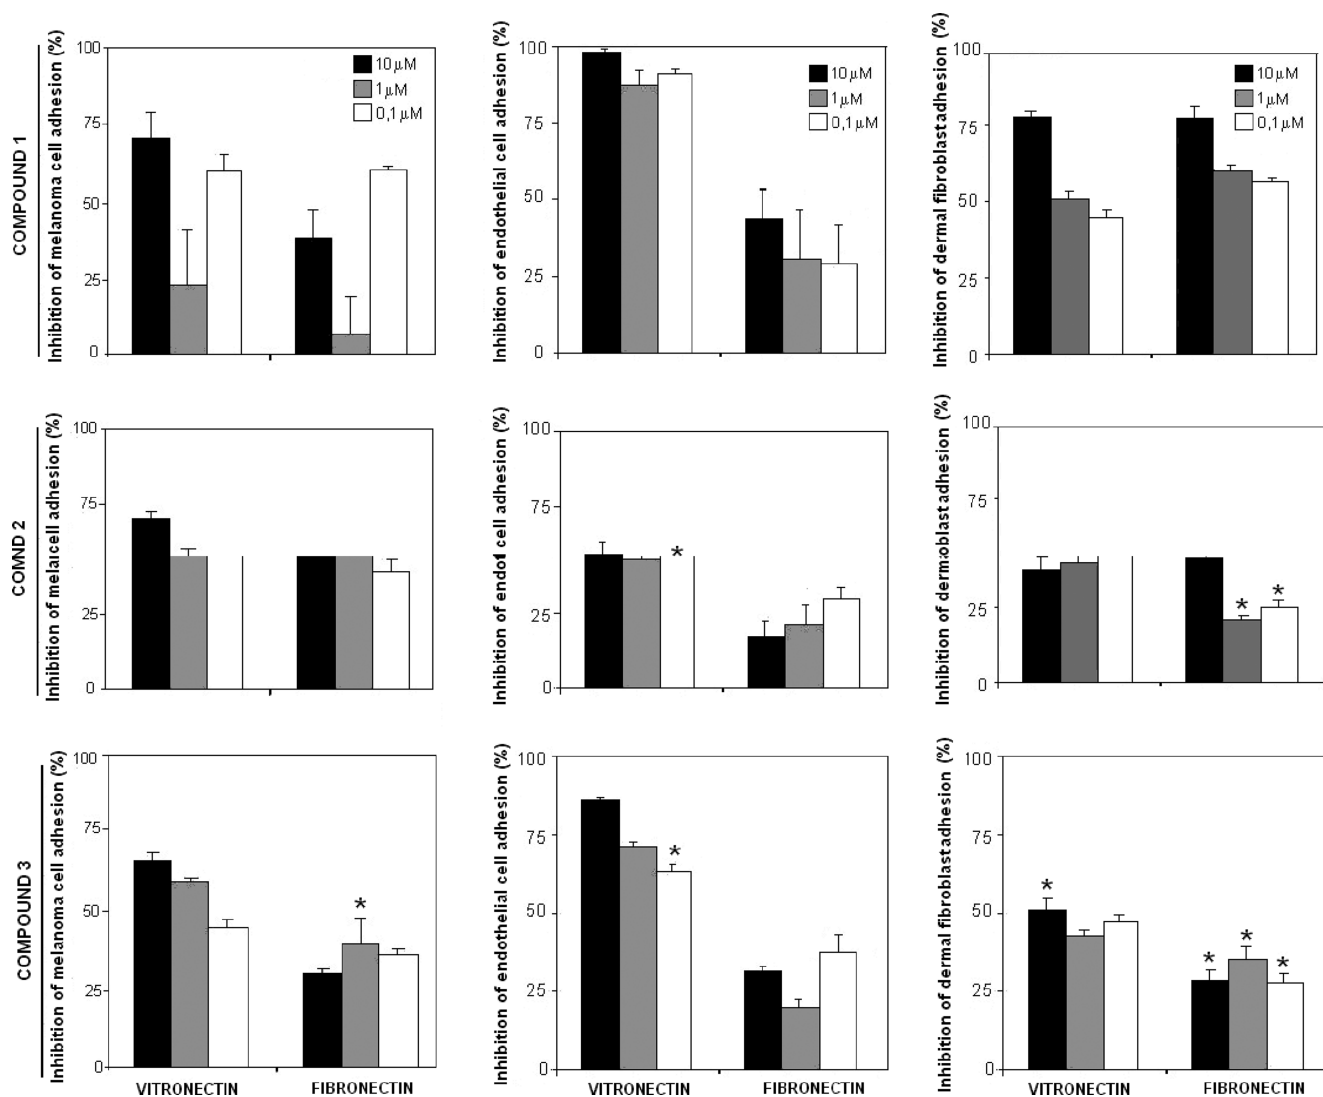 COMPOUND 1
Inhibition of melanoma cell adhesion (%)
100
75
50
25
0
10 µM
1 µM
0,1 µM
Inhibition of endothelial cell adhesion (%)
100
75
50
25
0
10 µM
1 µM
0,1 µM
Inhibition of dermal fibroblast adhesion (%)
100
75
50
25
0
10 µM
1 µM
0,1 µM
COMND 2
Inhibition of melaicell adhesion (%)
100
75
25
0
Inhibition of endof cell adhesion (%)
100
75
25
0
*
Inhibition of dermoblast adhesion (%)
100
75
25
0
* *
COMPOUND 3
Inhibition of melanoma cell adhesion (%)
100
75
50
25
0
*
VITRONECTIN FIBRONECTIN
Inhibition of endothelial cell adhesion (%)
100
75
50
25
0
*
VITRONECTIN FIBRONECTIN
Inhibition of dermal fibroblast adhesion (%)
100
75
50
25
0
* * * *
VITRONECTIN FIBRONECTIN